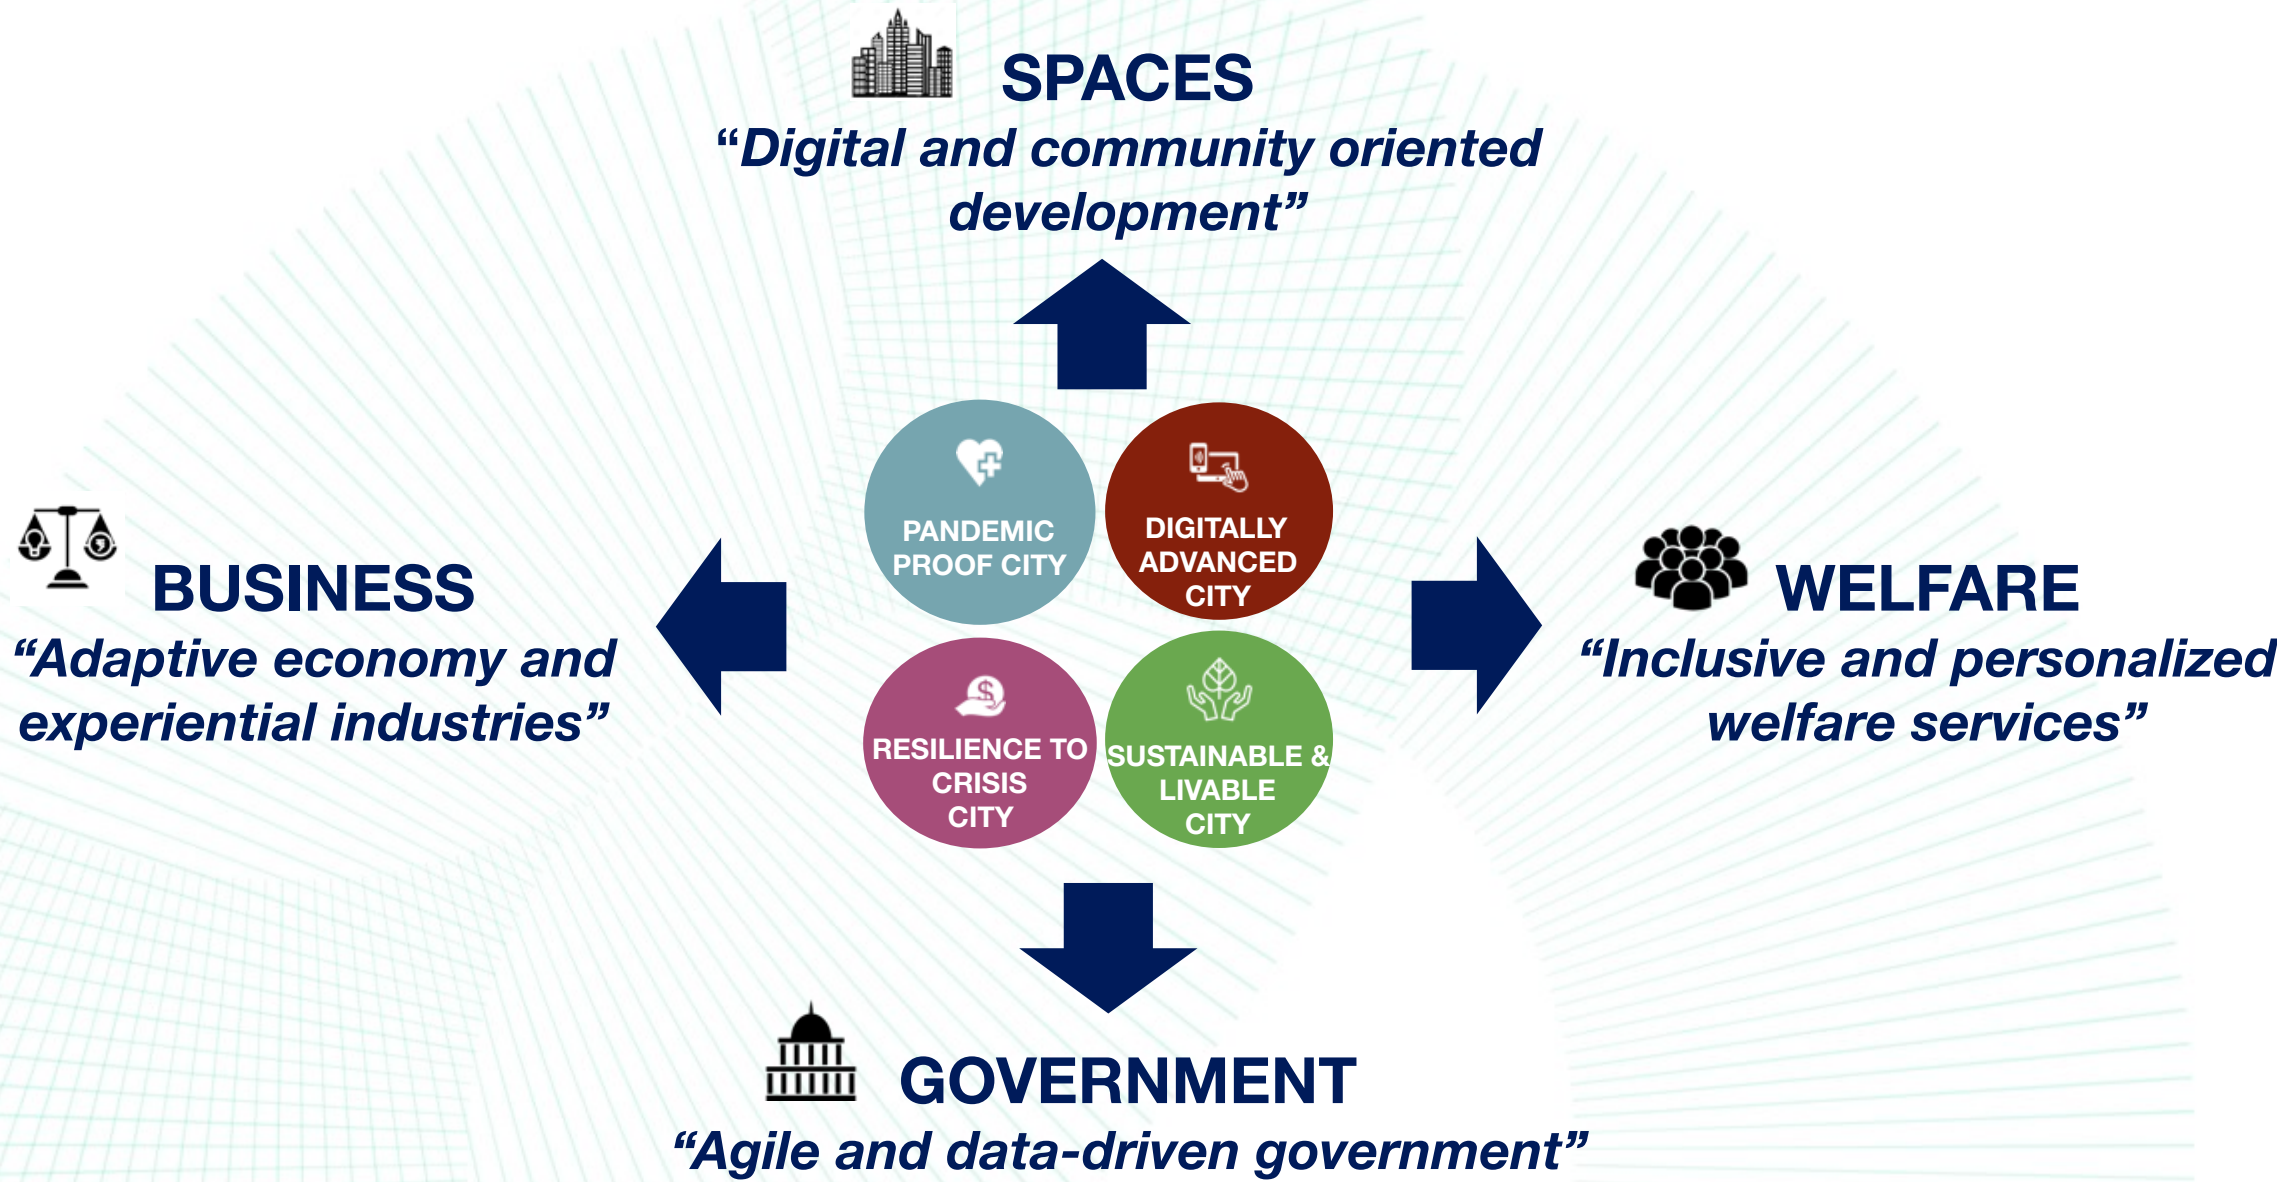 SPACES
“Digital and community oriented
development”
PANDEMIC
PROOF CITY
DIGITALLY
ADVANCED
CITY
BUSINESS
“Adaptive economy and
experiential industries”
WELFARE
“Inclusive and personalized
welfare services”
RESILIENCE TO
CRISIS
CITY
SUSTAINABLE &
LIVABLE
CITY
GOVERNMENT
“Agile and data-driven government”